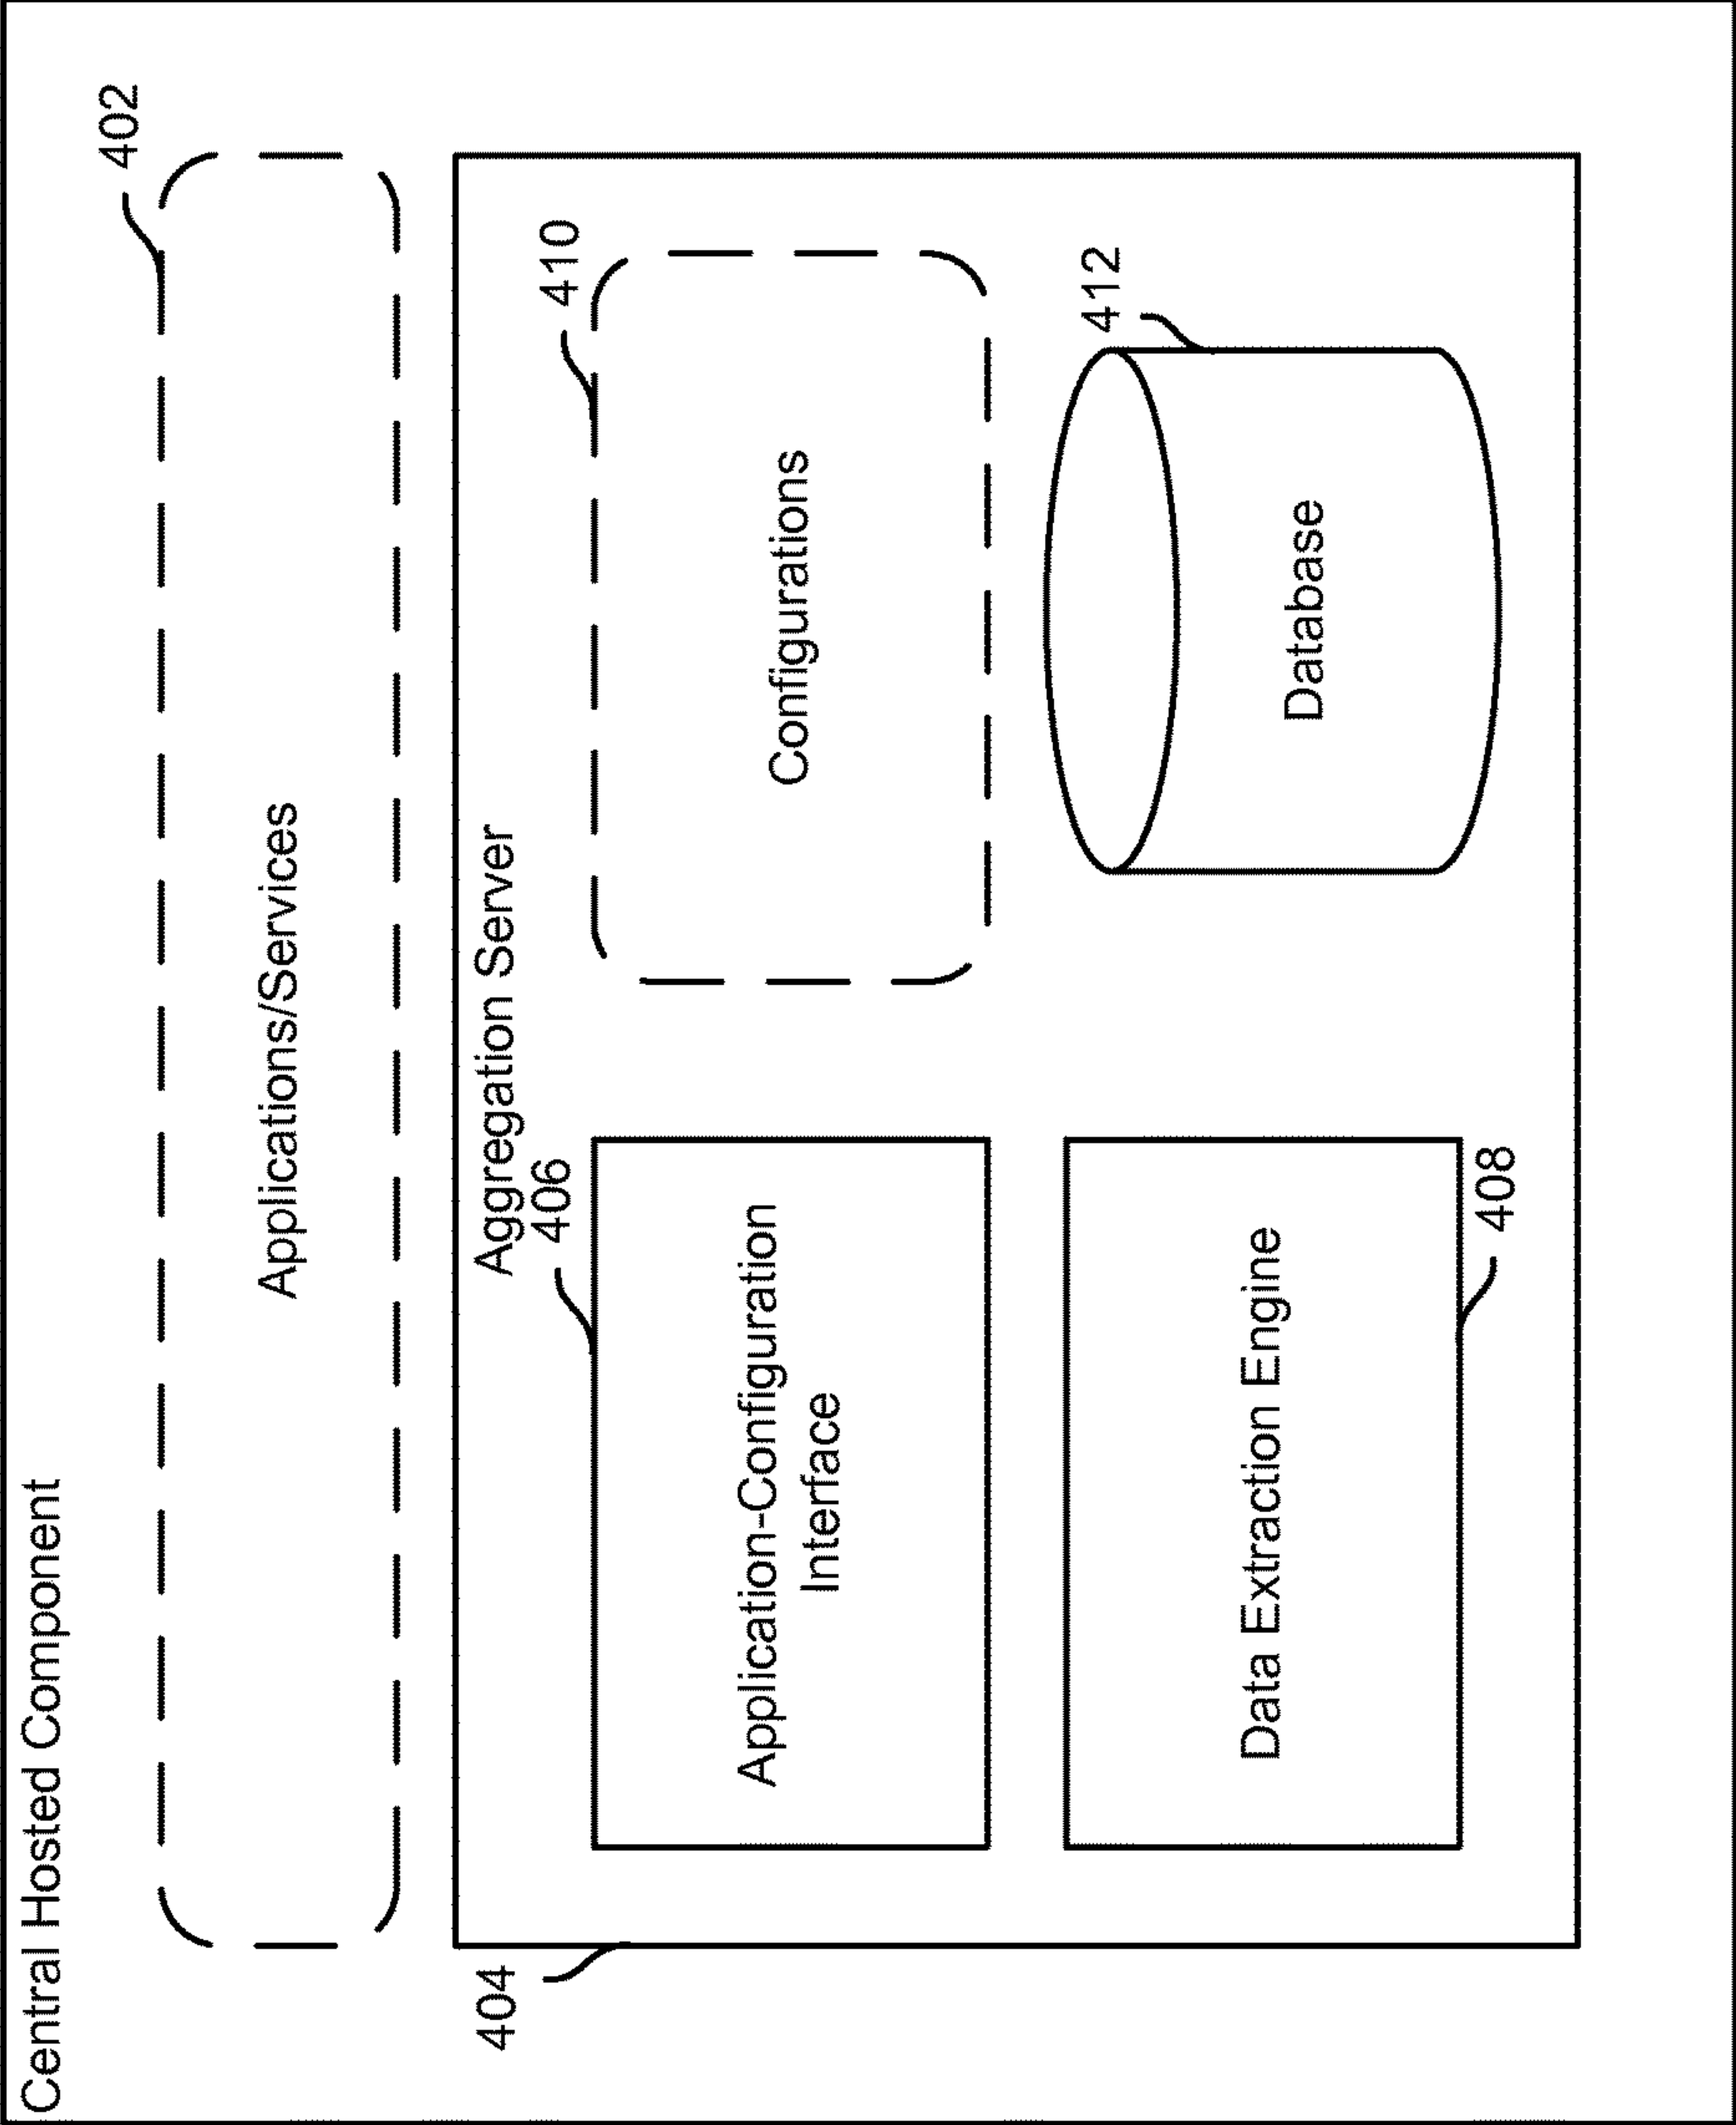 Central Hosted Component
402
Applications/Services
404
Aggregation Server
406
Application-Configuration
Interface
410
Configurations
Data Extraction Engine
408
412
Database